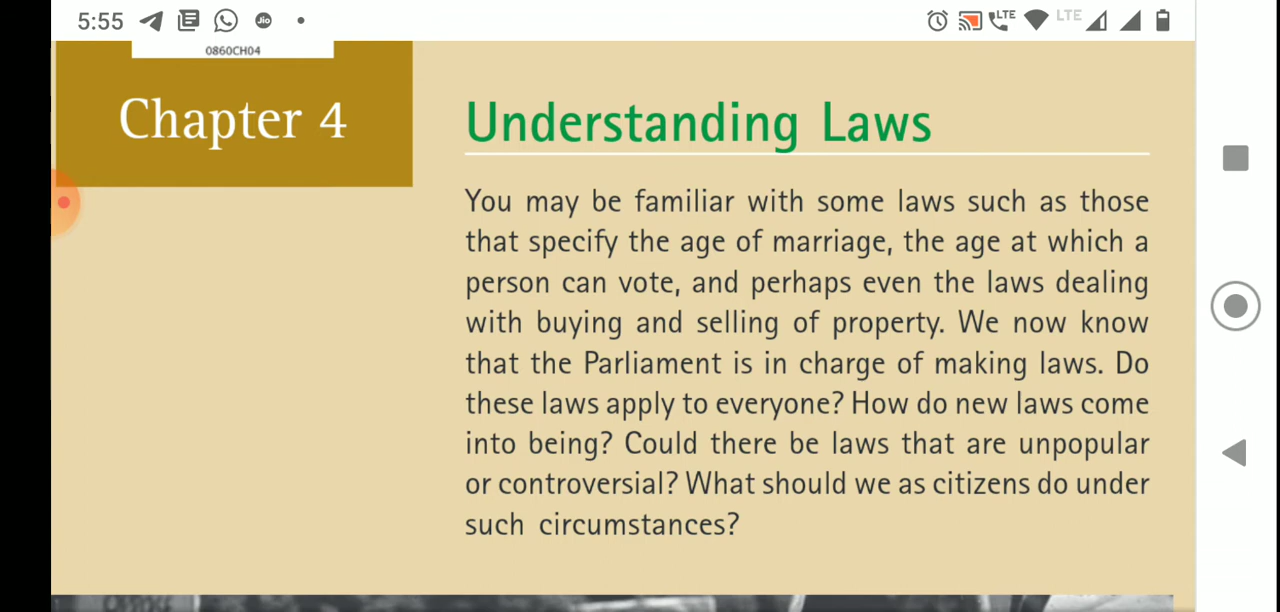 5:55
Jio
LTE
LTE
0860CH04
Chapter 4
Understanding Laws
You may be familiar with some laws such as those
that specify the age of marriage, the age at which a
person can vote, and perhaps even the laws dealing
with buying and selling of property. We now know
that the Parliament is in charge of making laws. Do
these laws apply to everyone? How do new laws come
into being? Could there be laws that are unpopular
or controversial? What should we as citizens do under
such circumstances?